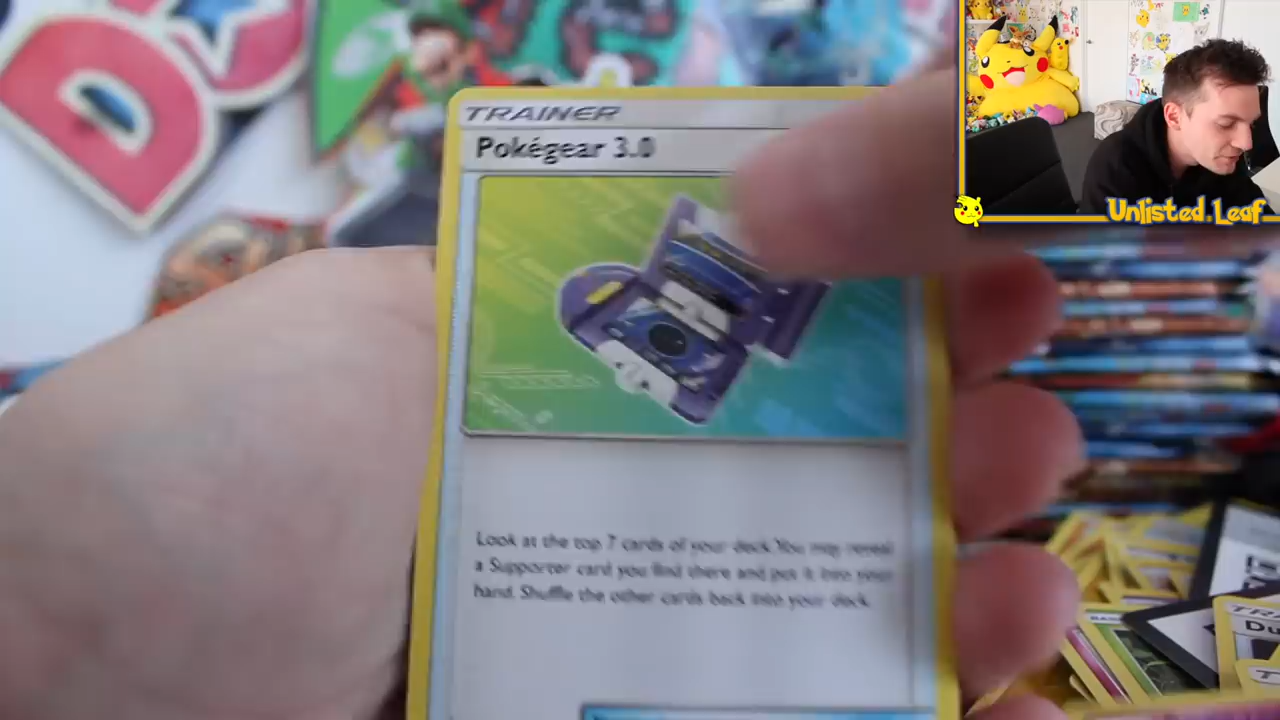 TRAINER
Pokégear 3.0
Look at the top 7 cards of your deck. You may reveal
a Supporter card you find there and put it into your
hand. Shuffle the other cards back into your deck.
Unlisted.Leaf
Du